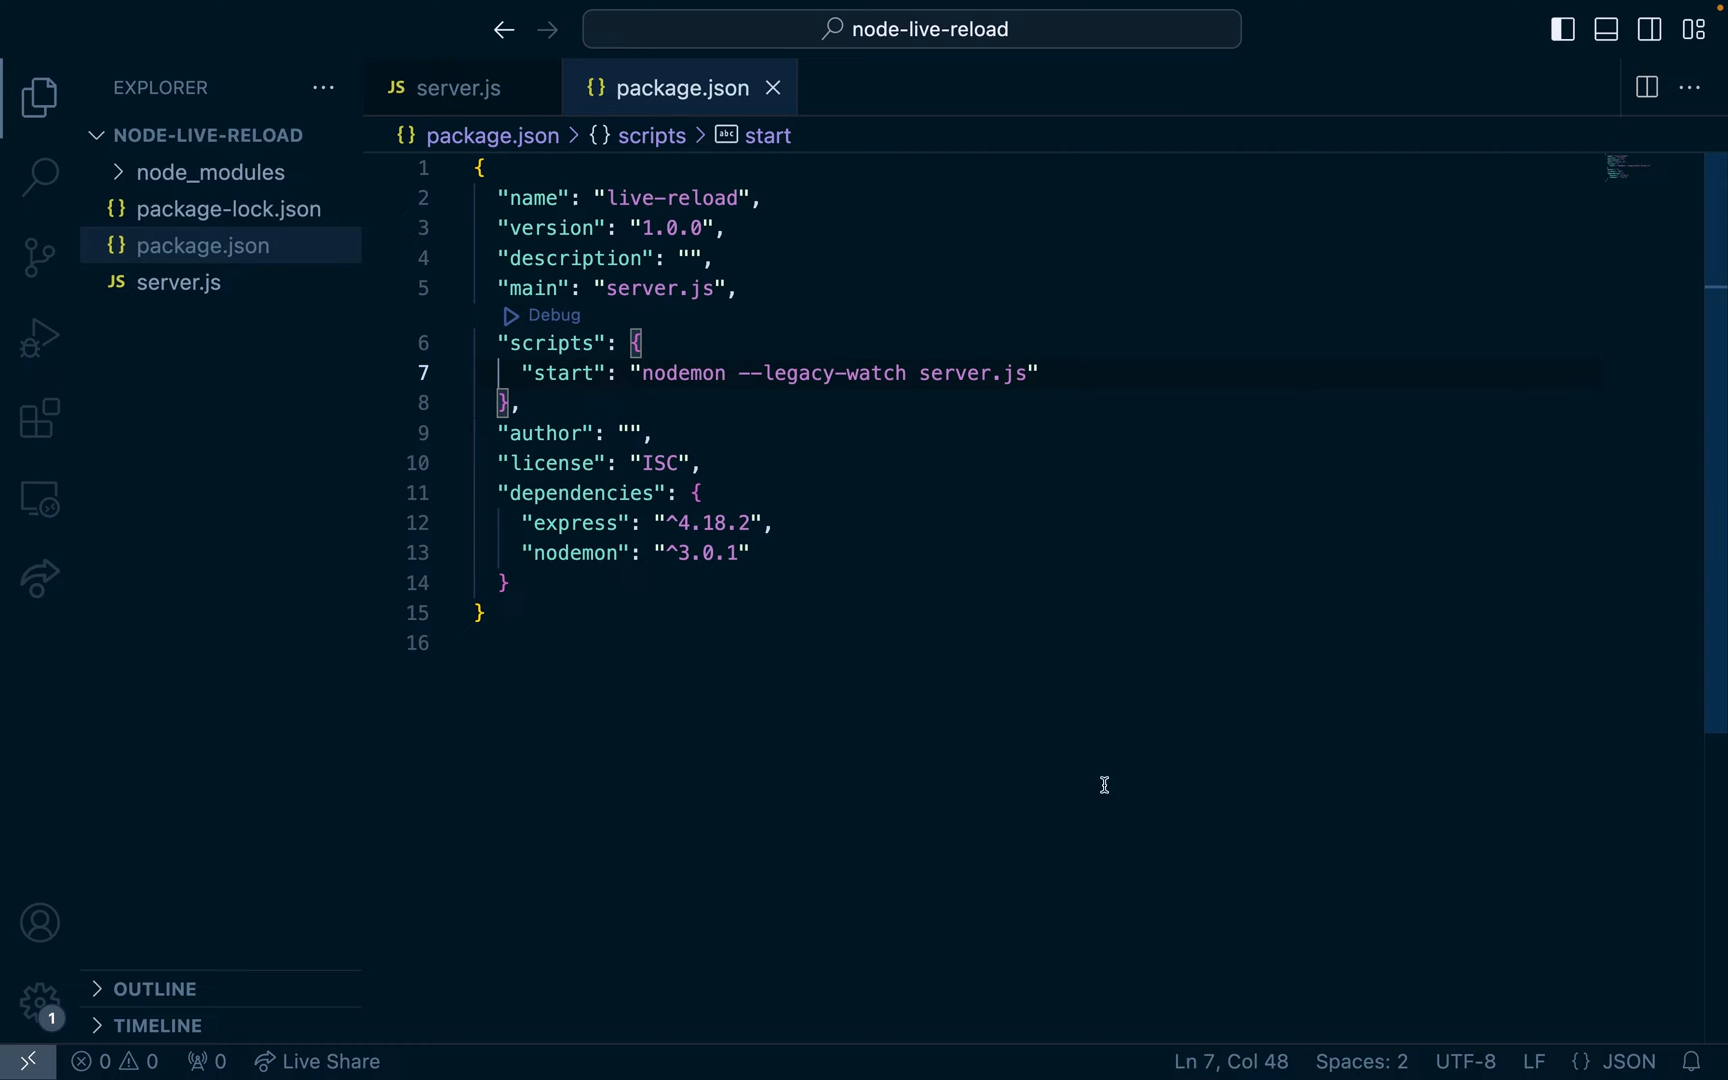 node-live-reload
EXPLORER
JS server.js
{} package.json
{} package.json > {} scripts > abc start
NODE-LIVE-RELOAD
node_modules
{} package-lock.json
{} package.json
JS server.js
1 {
2 "name": "live-reload",
3 "version": "1.0.0",
4 "description": "",
5 "main": "server.js",
Debug
6 "scripts": {
7 "start": "nodemon --legacy-watch server.js"
8 },
9 "author": "",
10 "license": "ISC",
11 "dependencies": {
12 "express": "^4.18.2",
13 "nodemon": "^3.0.1"
14 }
15 }
16
OUTLINE
1
TIMELINE
0 0 0 Live Share Ln 7, Col 48 Spaces: 2 UTF-8 LF {} JSON